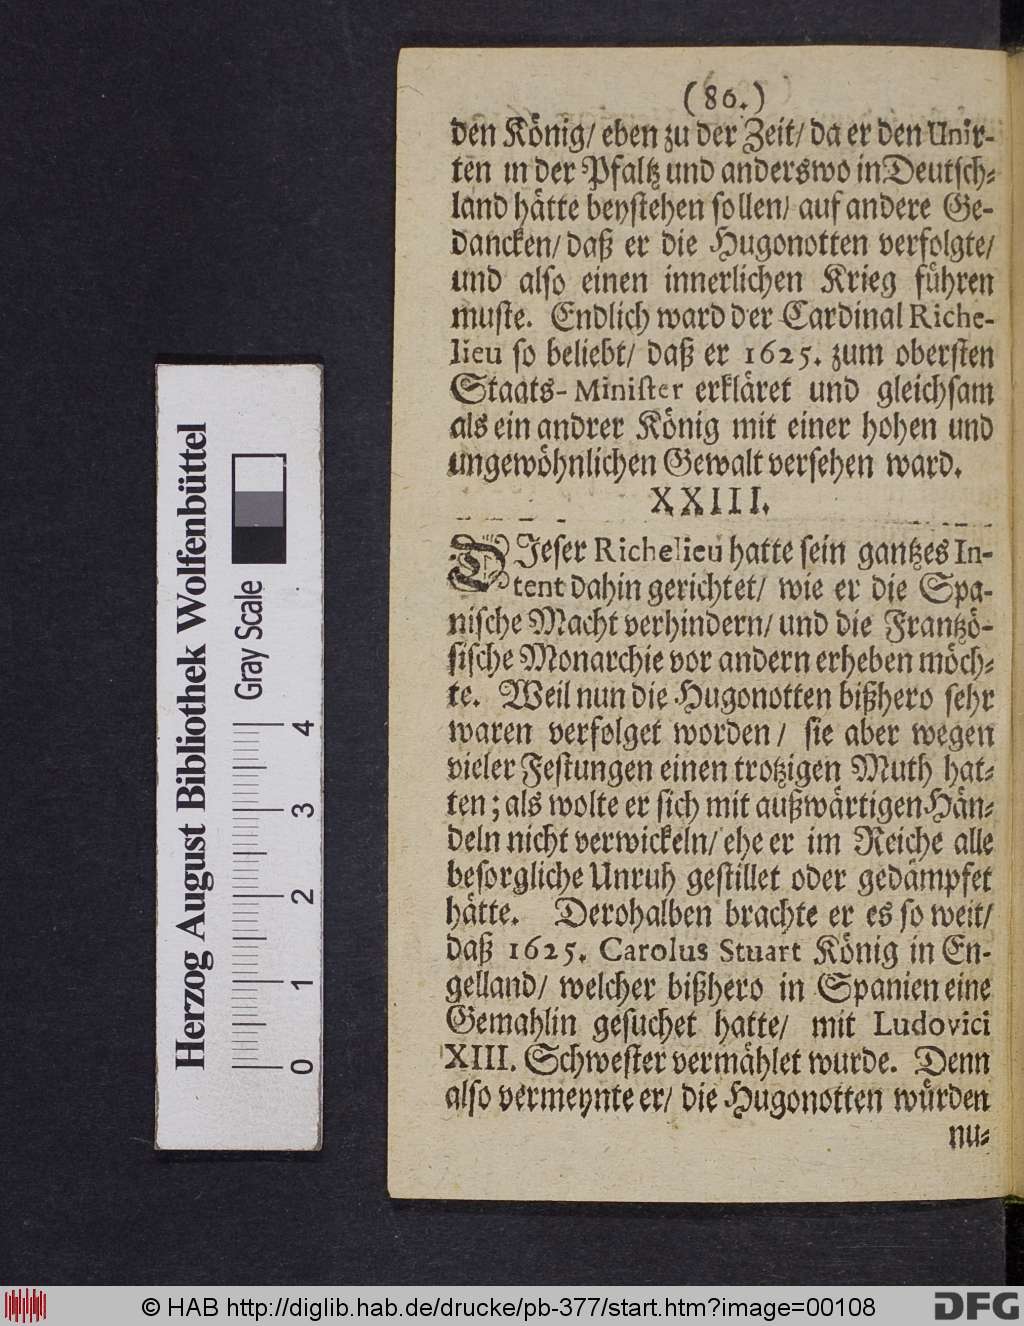 (86.)
den König/ eben zu der Zeit/ da er den Unir-
ten in der Pfaltz und anderswo in Deutsch-
land hätte beystehen sollen/ auf andere Ge-
dancken/ daß er die Hugonotten verfolgte/
und also einen innerlichen Krieg führen
muste. Endlich ward der Cardinal Riche-
lieu so beliebt/ daß er 1625. zum obersten
Staats-Minister erkläret und gleichsam
als ein andrer König mit einer hohen und
ungewöhnlichen Gewalt versehen ward.
XXIII.
DIeser Richelieu hatte sein gantzes In-
tent dahin gerichtet/ wie er die Spa-
nische Macht verhindern/ und die Frantzö-
sische Monarchie vor andern erheben möch-
te. Weil nun die Hugonotten bißhero sehr
waren verfolget worden/ sie aber wegen
vieler Festungen einen trotzigen Muth hat-
ten; als wolte er sich mit außwärtigen Hän-
deln nicht verwickeln/ ehe er im Reiche alle
besorgliche Unruh gestillet oder gedämpfet
hätte. Derohalben brachte er es so weit/
daß 1625. Carolus Stuart König in En-
gelland/ welcher bißhero in Spanien eine
Gemahlin gesuchet hatte/ mit Ludovici
XIII. Schwester vermählet wurde. Denn
also vermeynte er/ die Hugonotten würden
nu-
Herzog August Bibliothek Wolfenbüttel
Gray Scale
0 1 2 3 4
© HAB http://diglib.hab.de/drucke/pb-377/start.htm?image=00108
DFG